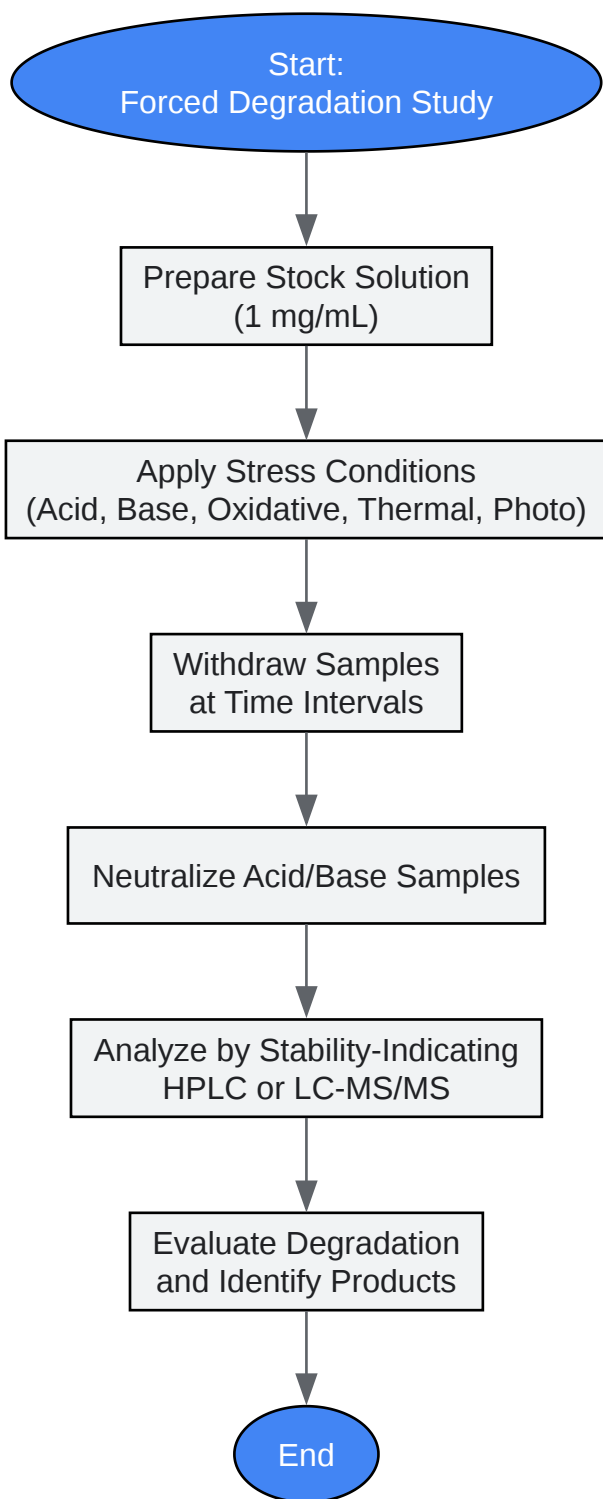 Start:
Forced Degradation Study
Prepare Stock Solution
(1 mg/mL)
Apply Stress Conditions
(Acid, Base, Oxidative, Thermal, Photo)
Withdraw Samples
at Time Intervals
Neutralize Acid/Base Samples
Analyze by Stability-Indicating
HPLC or LC-MS/MS
Evaluate Degradation
and Identify Products
End